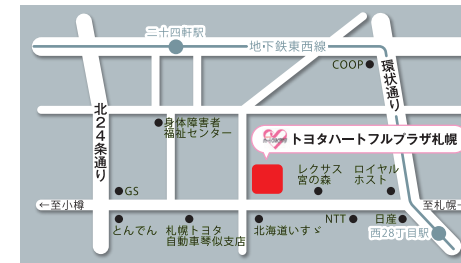 二十四軒駅
地下鉄東西線
COOP
環状通り
北24条通り
身体障害者
福祉センター
トヨタハートフルプラザ札幌
GS
レクサス
宮の森
ロイヤル
ホスト
←至小樽
至札幌→
とんでん
札幌トヨタ
自動車琴似支店
北海道いすゞ
NTT
日産
西28丁目駅